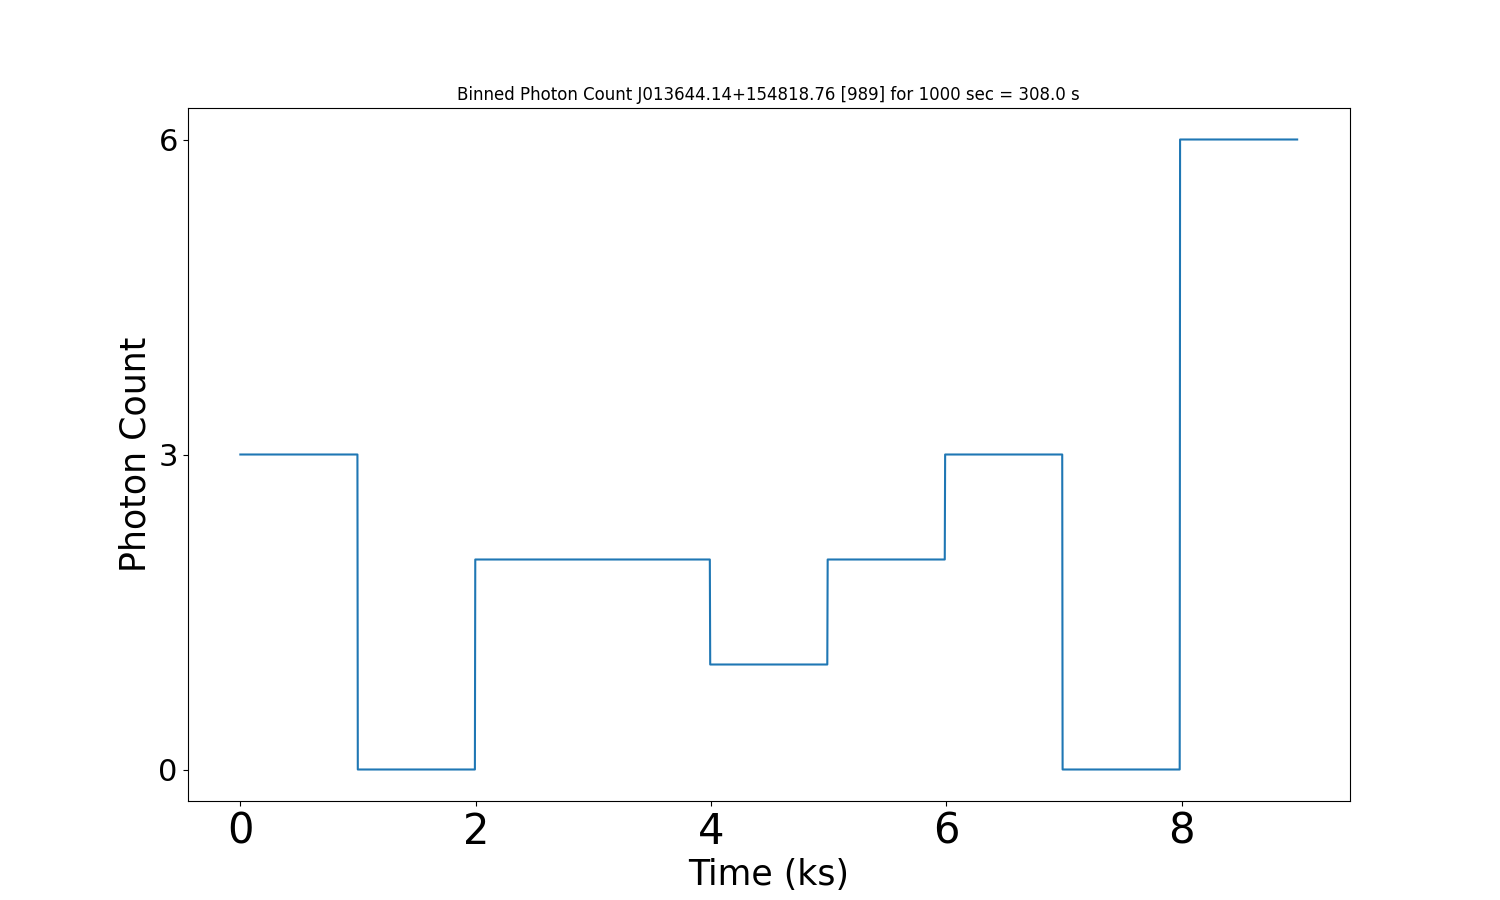 Binned Photon Count J013644.14+154818.76 [989] for 1000 sec = 308.0 s
6
3
0
Photon Count
0 2 4 6 8
Time (ks)